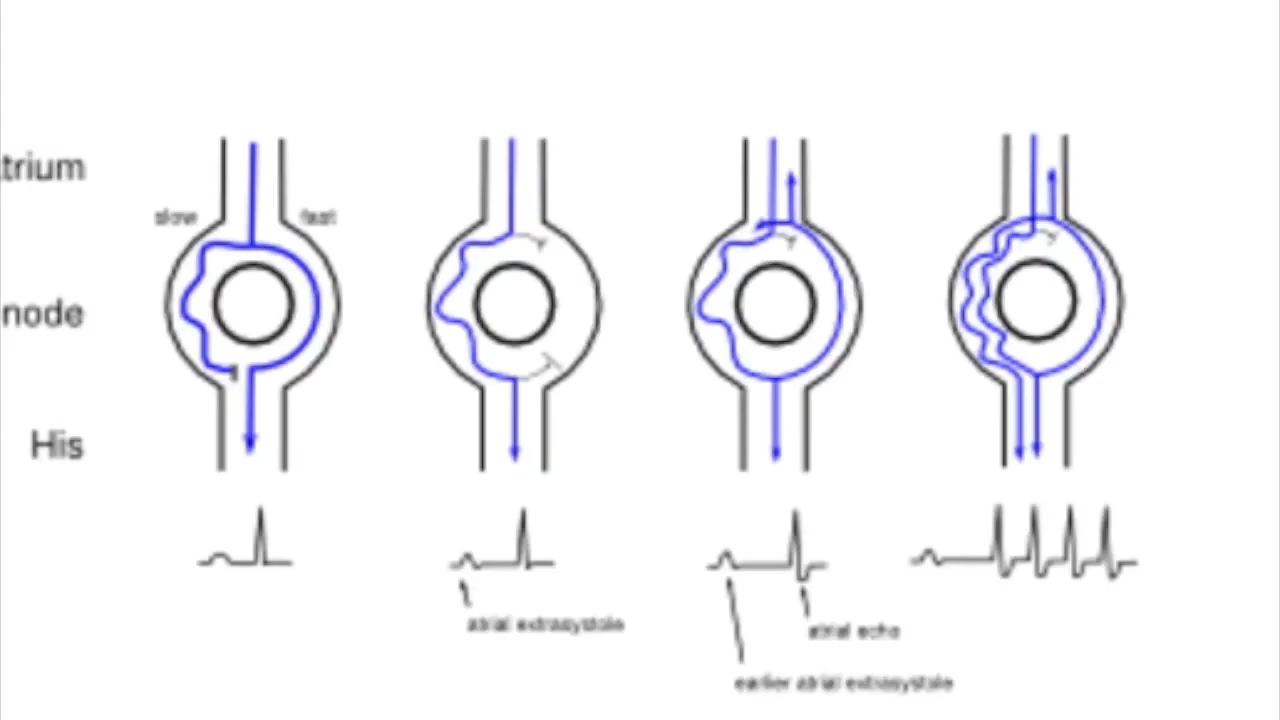 trium
slow fast
node
His
atrial extrasystole
atrial echo
earlier atrial extrasystole